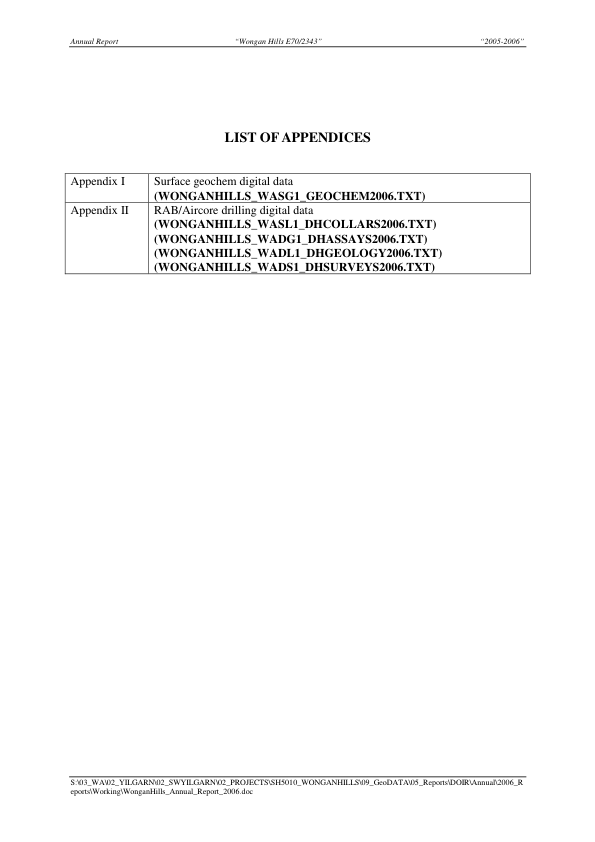 Annual Report "Wongan Hills E70/2343" "2005-2006"
LIST OF APPENDICES
Appendix I Surface geochem digital data
(WONGANHILLS_WASG1_GEOCHEM2006.TXT)
Appendix II RAB/Aircore drilling digital data
(WONGANHILLS_WASL1_DHCOLLARS2006.TXT)
(WONGANHILLS_WADG1_DHASSAYS2006.TXT)
(WONGANHILLS_WADL1_DHGEOLOGY2006.TXT)
(WONGANHILLS_WADS1_DHSURVEYS2006.TXT)
S:\03_WA\02_YILGARN\02_SWYILGARN\02_PROJECTS\SH5010_WONGANHILLS\09_GeoDATA\05_Reports\DOIR\Annual\2006_R
eports\Working\WonganHills_Annual_Report_2006.doc